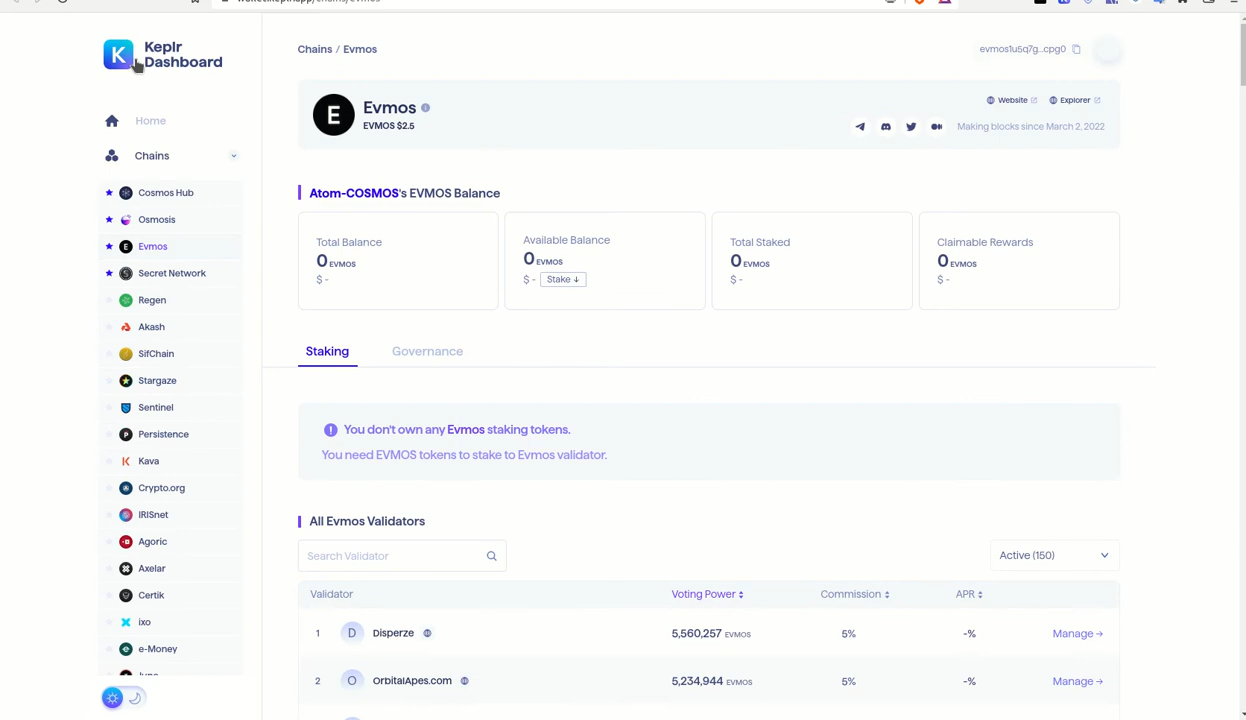 K
Keplr
Dashboard
Home
Chains
Cosmos Hub
Osmosis
E
Evmos
Secret Network
Regen
Akash
SifChain
Stargaze
Sentinel
Persistence
Kava
Crypto.org
IRISnet
Agoric
Axelar
Certik
ixo
e-Money
Chains / Evmos
evmos1u5q7g...cpg0
E
Evmos
EVMOS $2.5
Website
Explorer
Making blocks since March 2, 2022
Atom-COSMOS's EVMOS Balance
Total Balance
0 EVMOS
$ -
Available Balance
0 EVMOS
$ - Stake ↓
Total Staked
0 EVMOS
$ -
Claimable Rewards
0 EVMOS
$ -
Staking
Governance
You don't own any Evmos staking tokens.
You need EVMOS tokens to stake to Evmos validator.
All Evmos Validators
Search Validator
Active (150)
Validator Voting Power Commission APR
1 D Disperze 5,560,257 EVMOS 5% -% Manage →
2 O OrbitalApes.com 5,234,944 EVMOS 5% -% Manage →